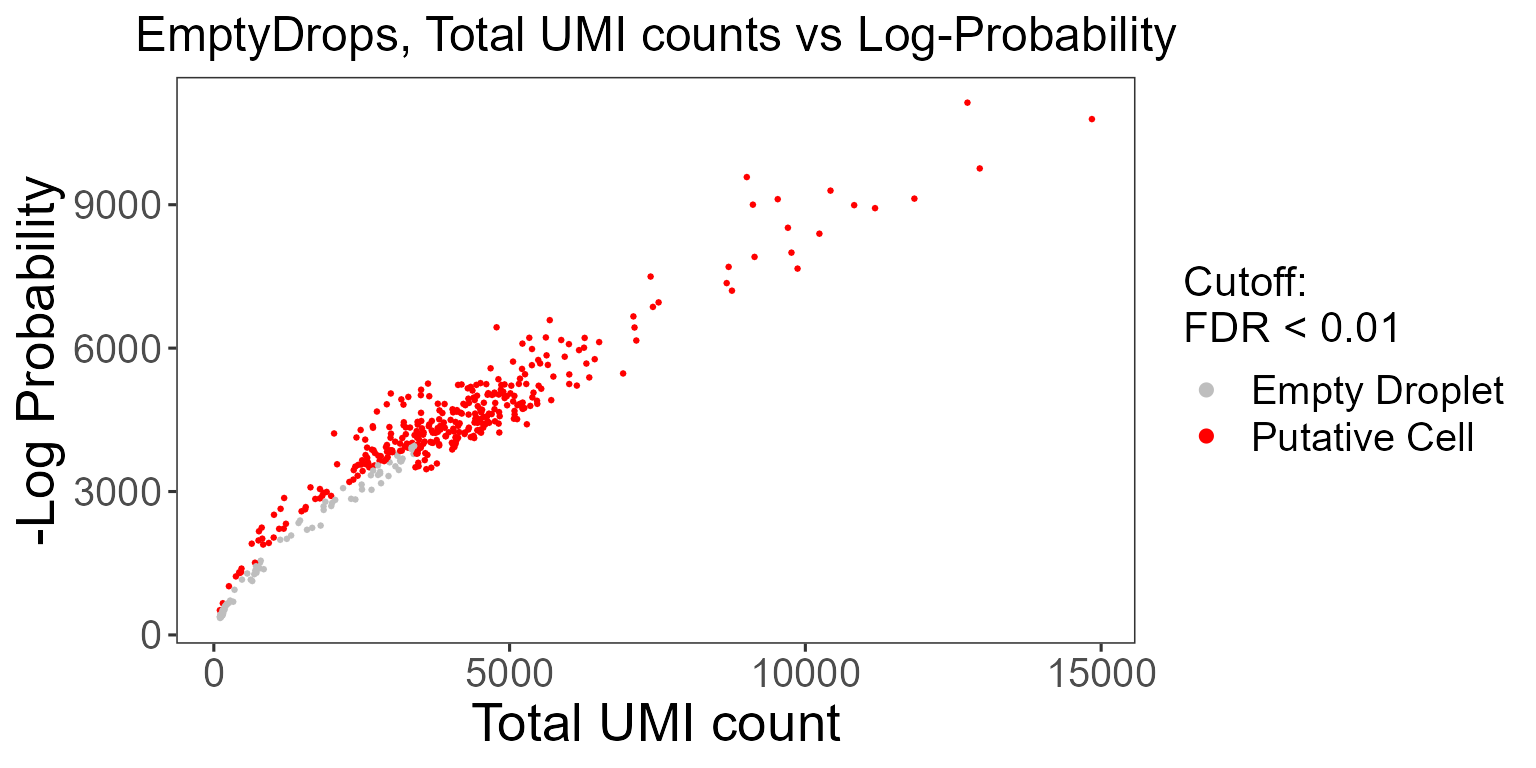 EmptyDrops, Total UMI counts vs Log-Probability
-Log Probability
9000
6000
3000
0
0 5000 10000 15000
Total UMI count
Cutoff:
FDR < 0.01
Empty Droplet
Putative Cell